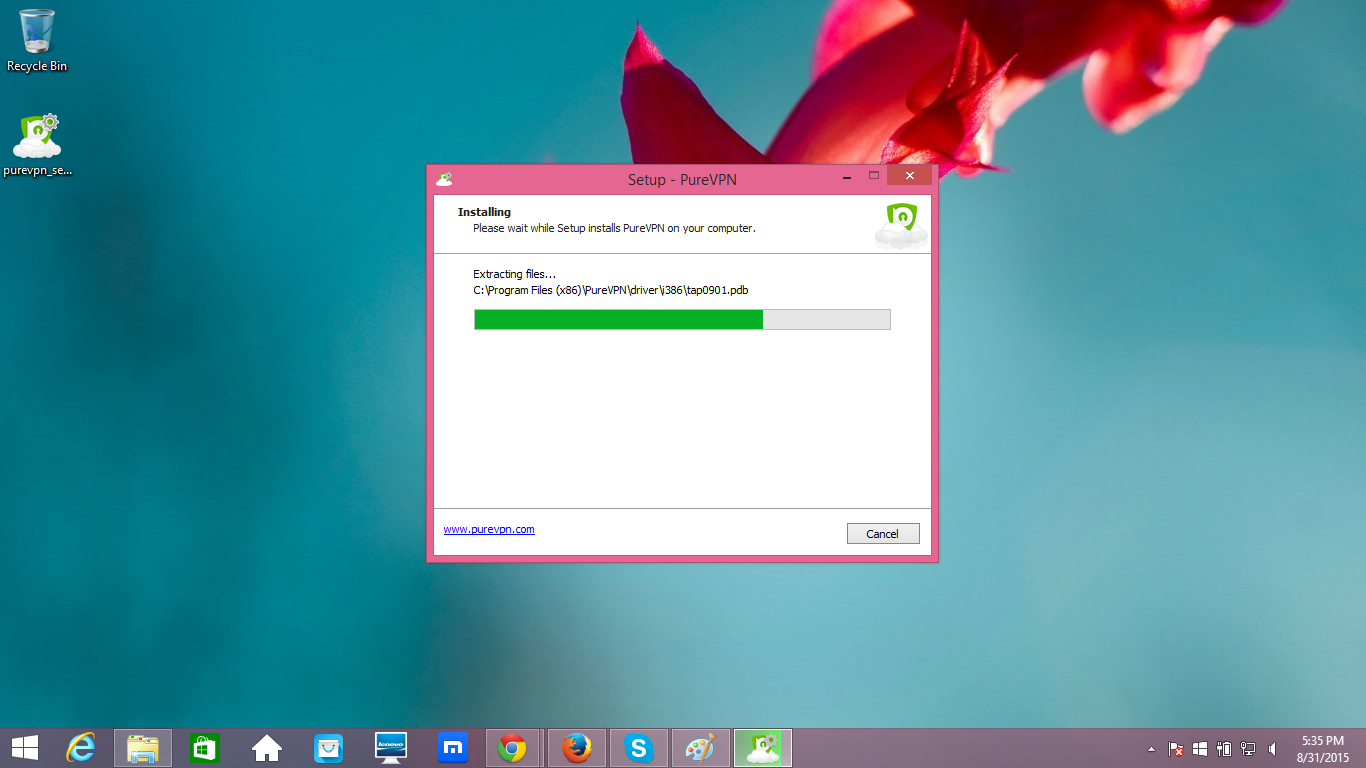 Recycle Bin
purevpn_se...
Setup - PureVPN
Installing
Please wait while Setup installs PureVPN on your computer.
Extracting files...
C:\Program Files (x86)\PureVPN\driver\i386\tap0901.pdb
www.purevpn.com
Cancel
lenovo
5:35 PM
8/31/2015